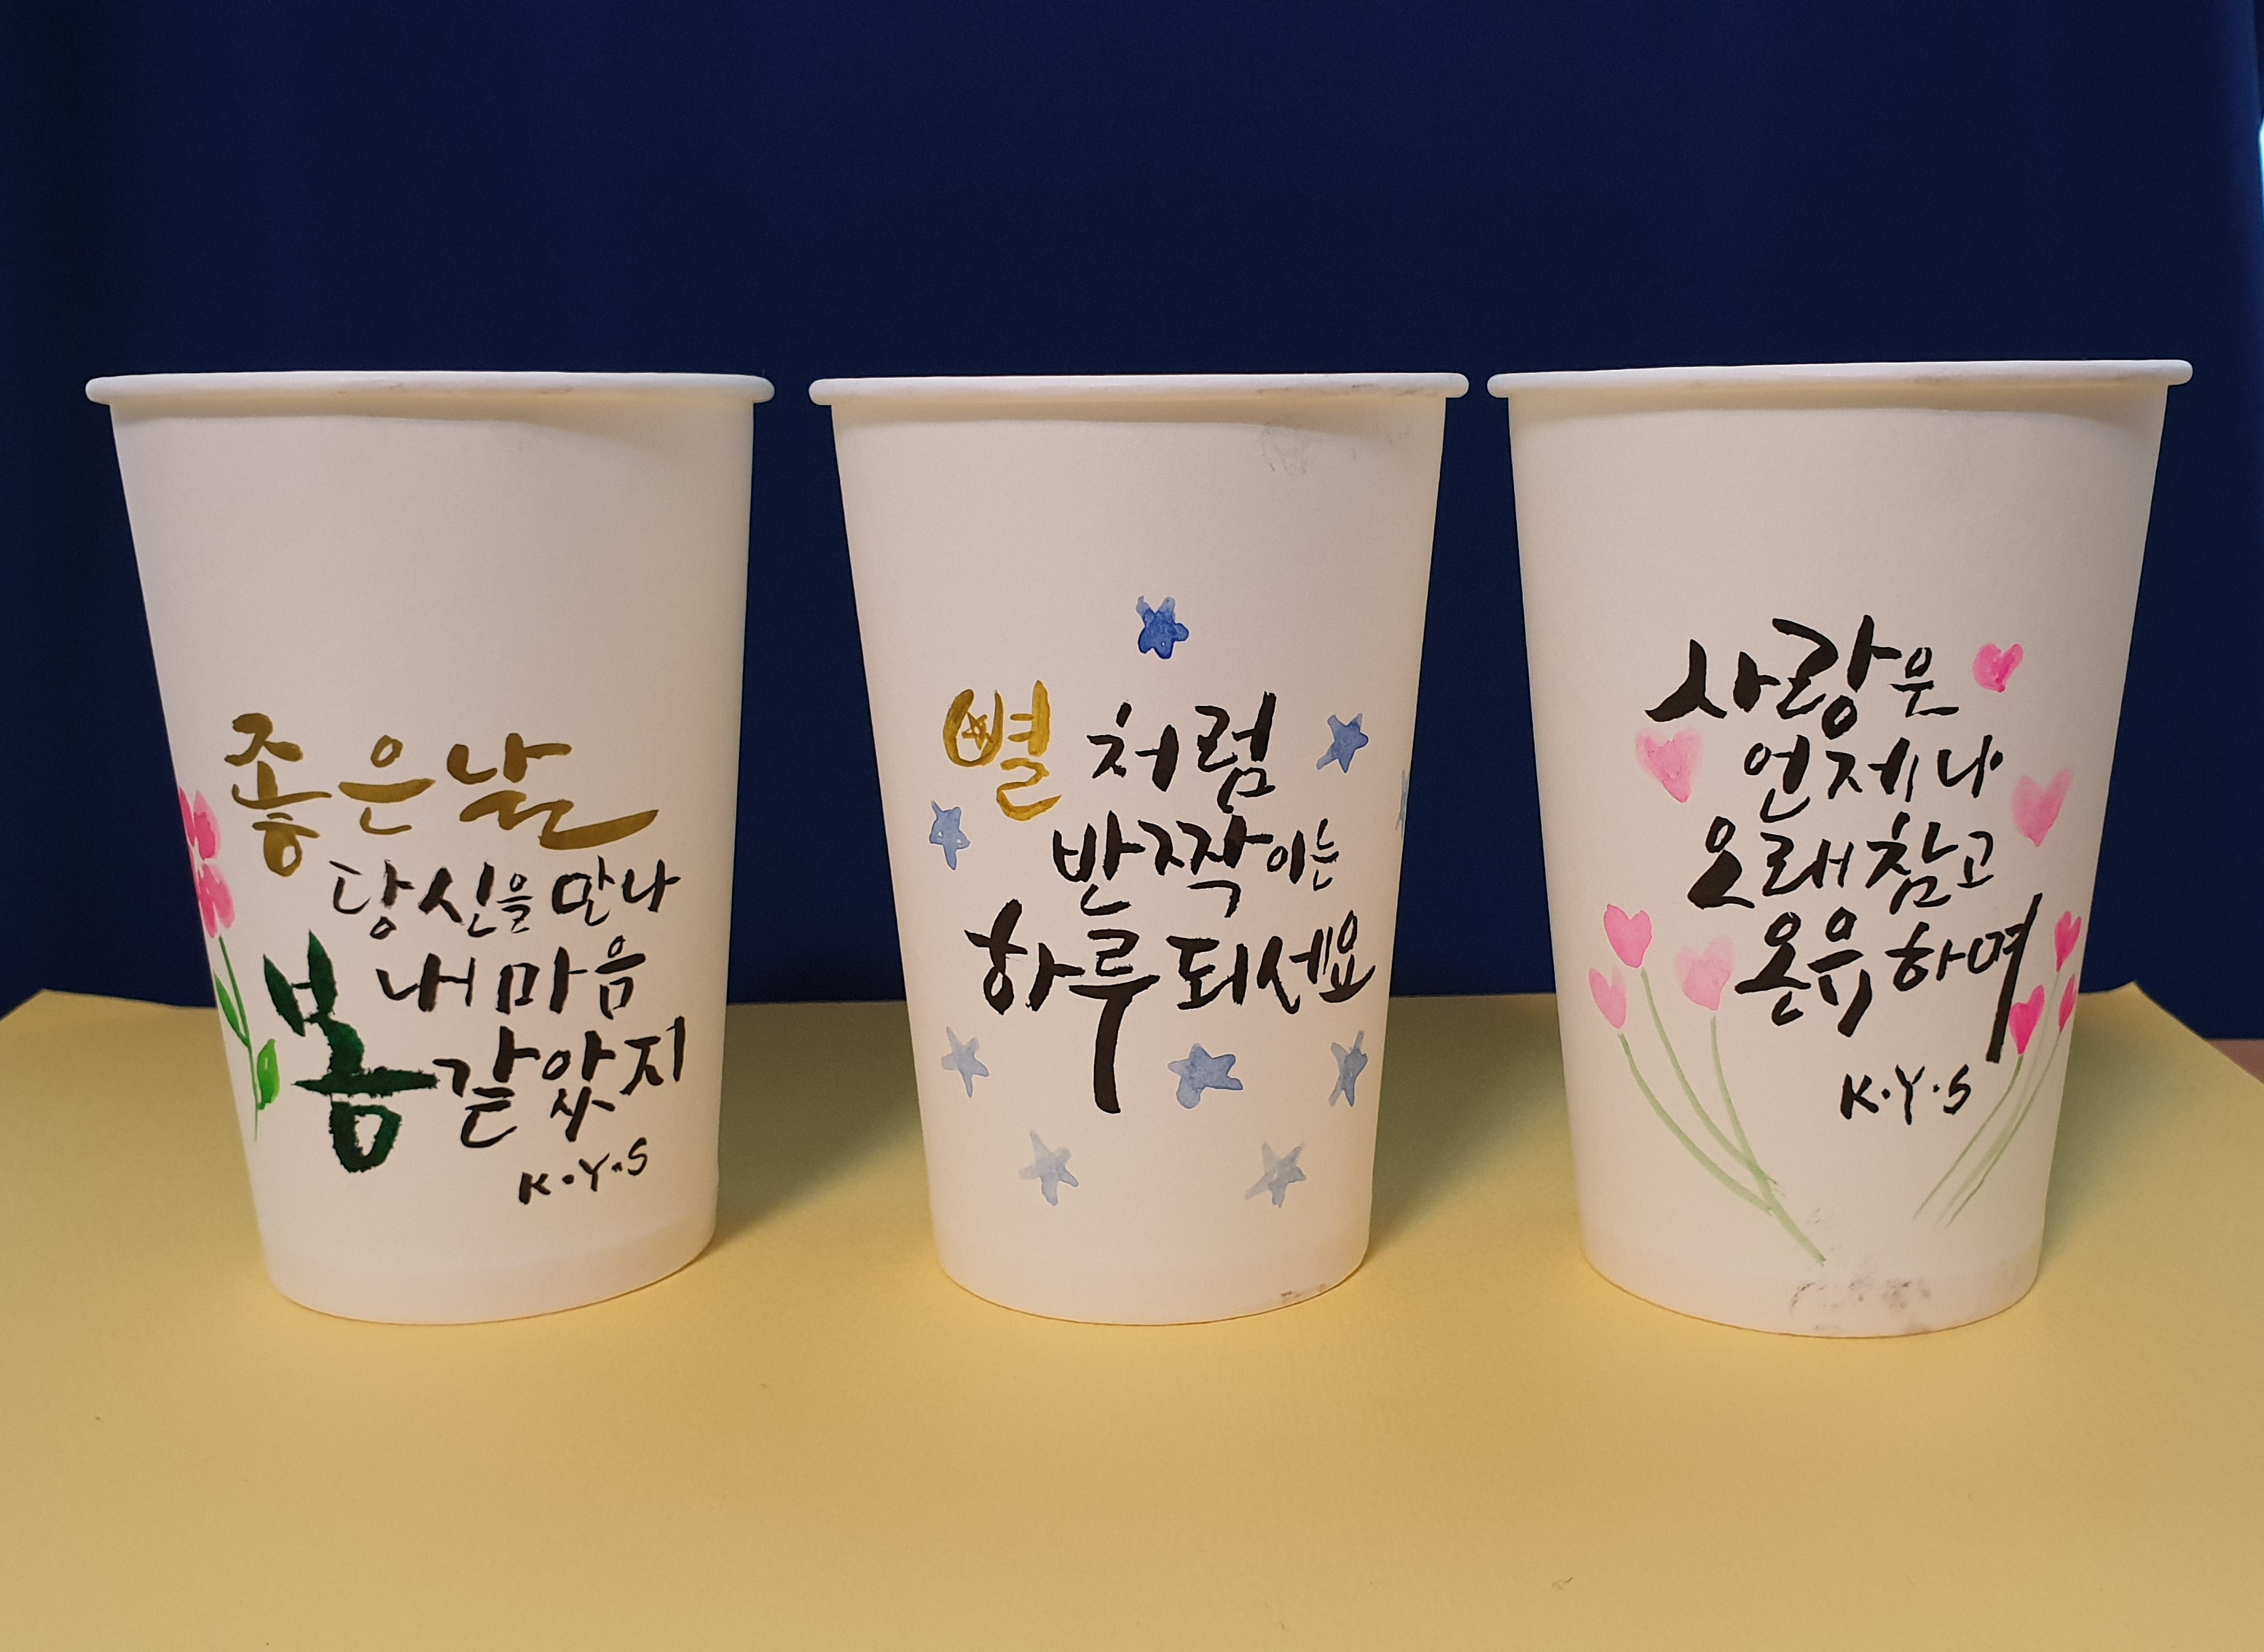 좋은날
당신을 만나
내 마음
봄 같았지
K·Y·S
별처럼
반짝이는
하루 되세요
사랑은
언제나
오래 참고
온유하며
K·Y·S